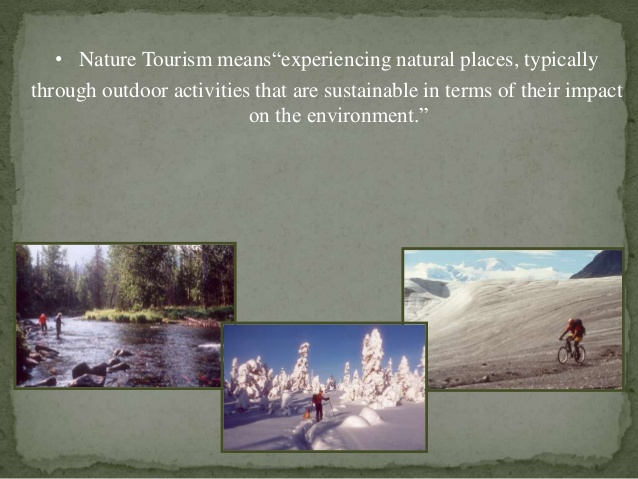 • Nature Tourism means“experiencing natural places, typically
through outdoor activities that are sustainable in terms of their impact
on the environment.”